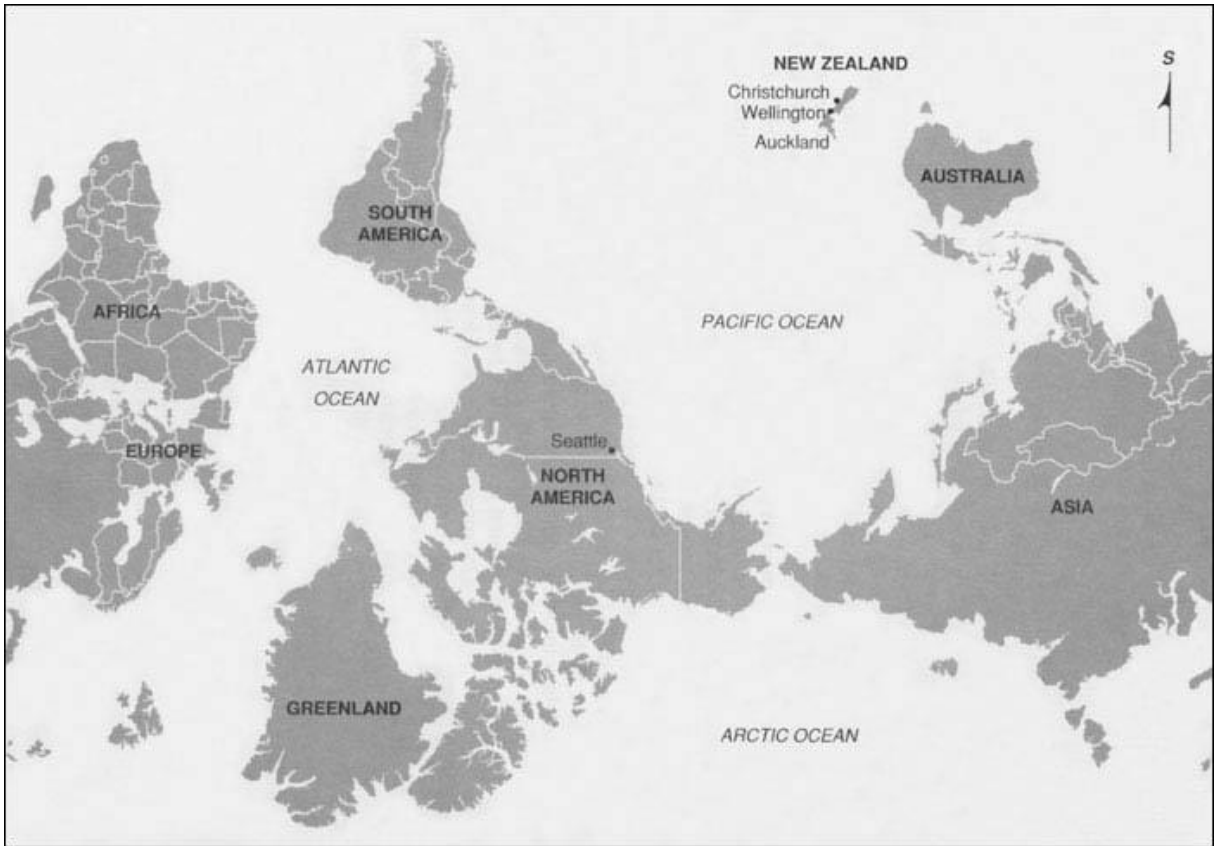 NEW ZEALAND
S
Christchurch
Wellington
Auckland
AUSTRALIA
SOUTH
AMERICA
AFRICA
PACIFIC OCEAN
ATLANTIC
OCEAN
Seattle
EUROPE
NORTH
AMERICA
ASIA
GREENLAND
ARCTIC OCEAN